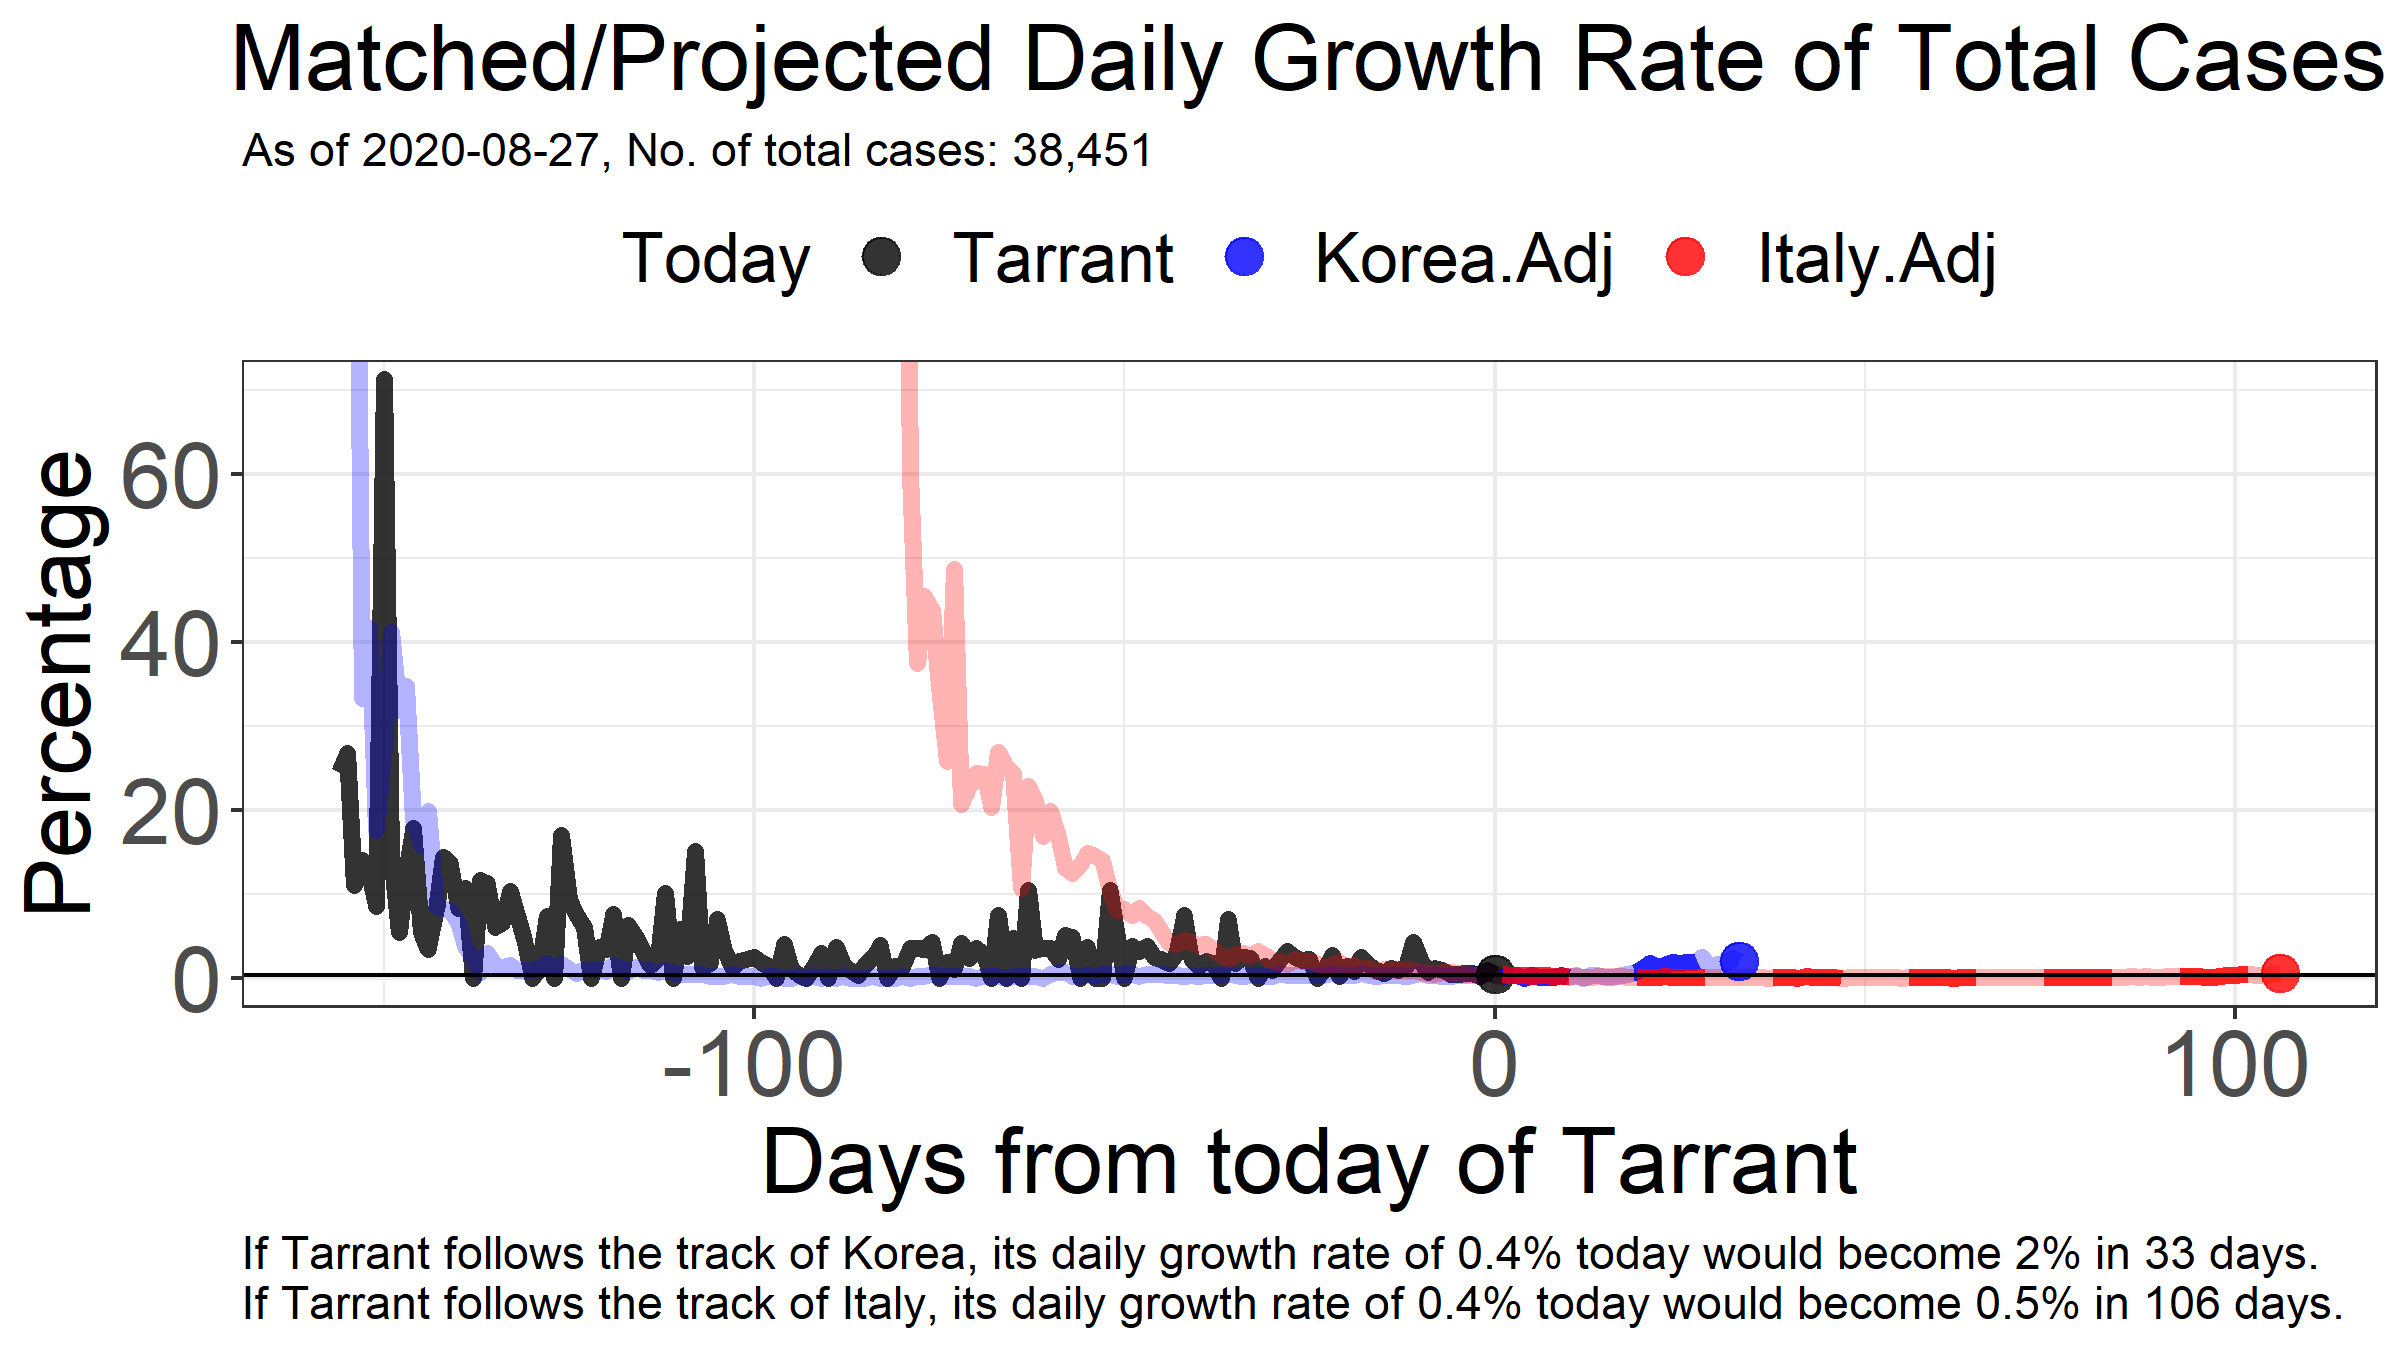 Matched/Projected Daily Growth Rate of Total Cases
As of 2020-08-27, No. of total cases: 38,451
Today Tarrant Korea.Adj Italy.Adj
Percentage
60
40
20
0
-100 0 100
Days from today of Tarrant
If Tarrant follows the track of Korea, its daily growth rate of 0.4% today would become 2% in 33 days.
If Tarrant follows the track of Italy, its daily growth rate of 0.4% today would become 0.5% in 106 days.